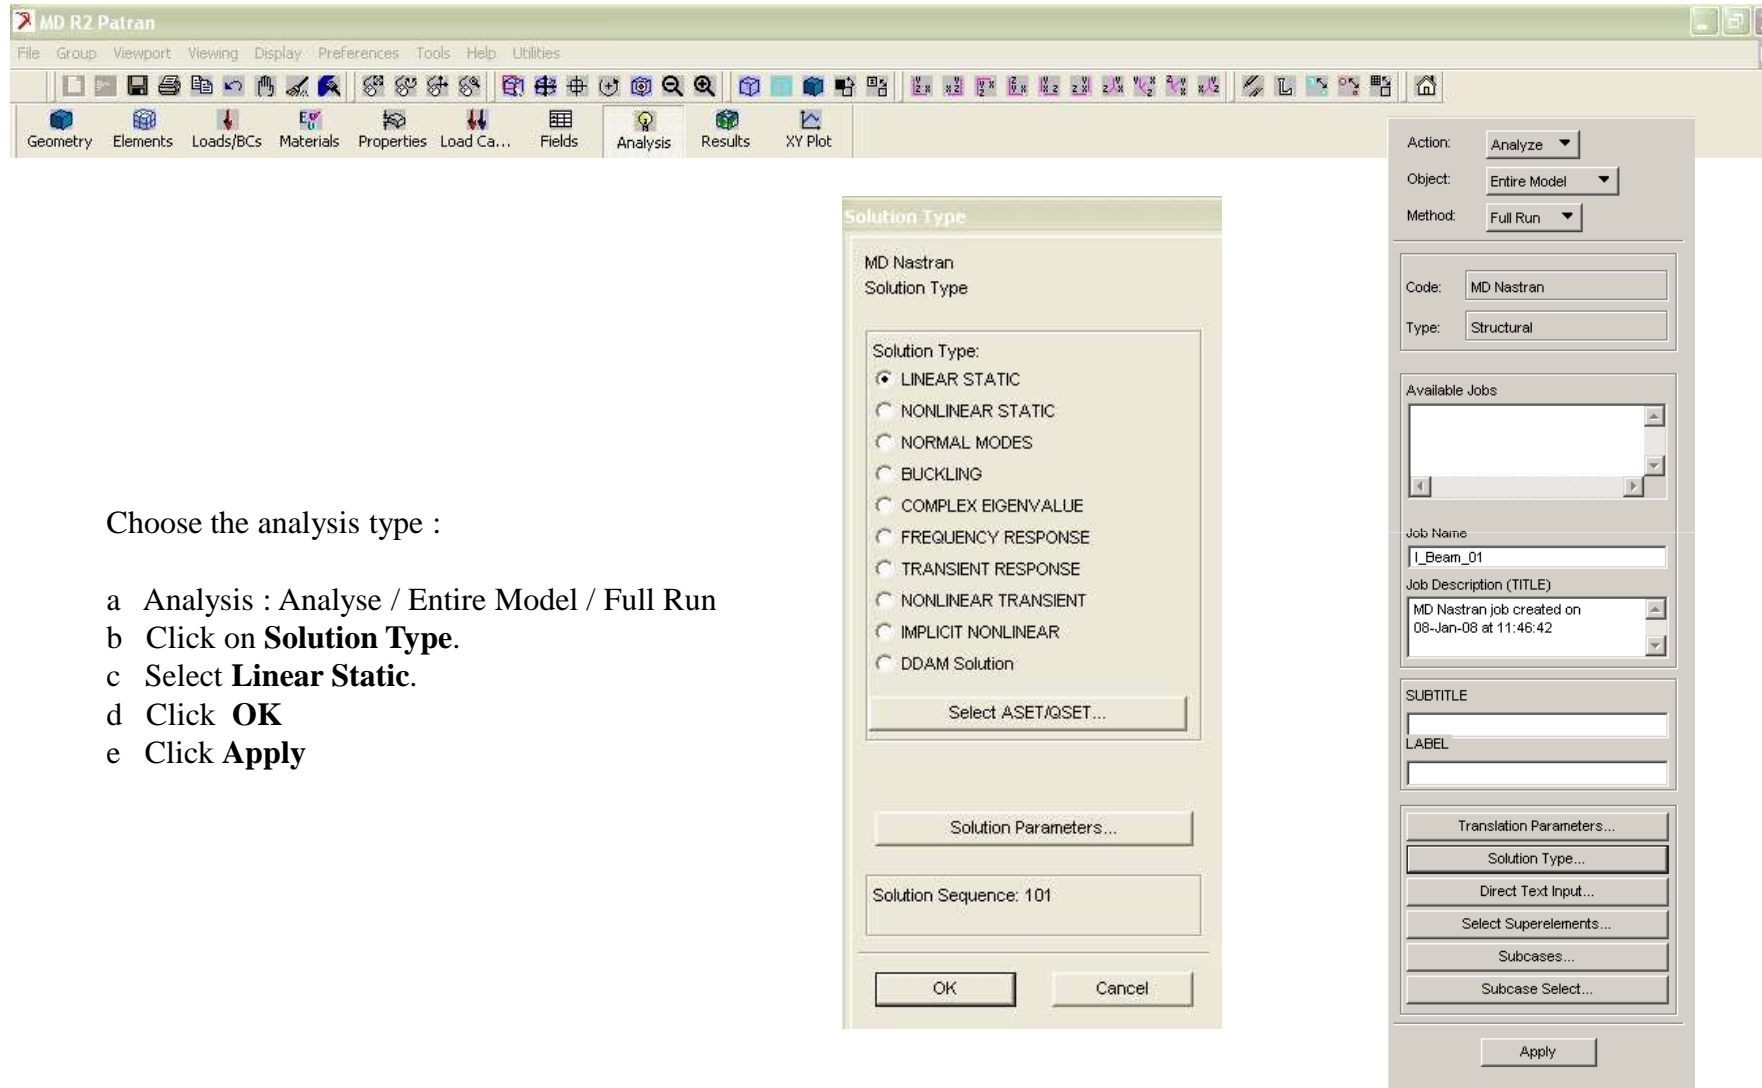 MD R2 Patran
File Group Viewport Viewing Display Preferences Tools Help Utilities
Geometry Elements Loads/BCs Materials Properties Load Ca... Fields Analysis Results XY Plot
Choose the analysis type :
a Analysis : Analyse / Entire Model / Full Run
b Click on Solution Type.
c Select Linear Static.
d Click OK
e Click Apply
Solution Type
MD Nastran
Solution Type
Solution Type:
LINEAR STATIC
NONLINEAR STATIC
NORMAL MODES
BUCKLING
COMPLEX EIGENVALUE
FREQUENCY RESPONSE
TRANSIENT RESPONSE
NONLINEAR TRANSIENT
IMPLICIT NONLINEAR
DDAM Solution
Select ASET/QSET...
Solution Parameters...
Solution Sequence: 101
OK Cancel
Action: Analyze
Object: Entire Model
Method: Full Run
Code: MD Nastran
Type: Structural
Available Jobs
Job Name
I_Beam_01
Job Description (TITLE)
MD Nastran job created on
08-Jan-08 at 11:46:42
SUBTITLE
LABEL
Translation Parameters...
Solution Type...
Direct Text Input...
Select Superelements...
Subcases...
Subcase Select...
Apply